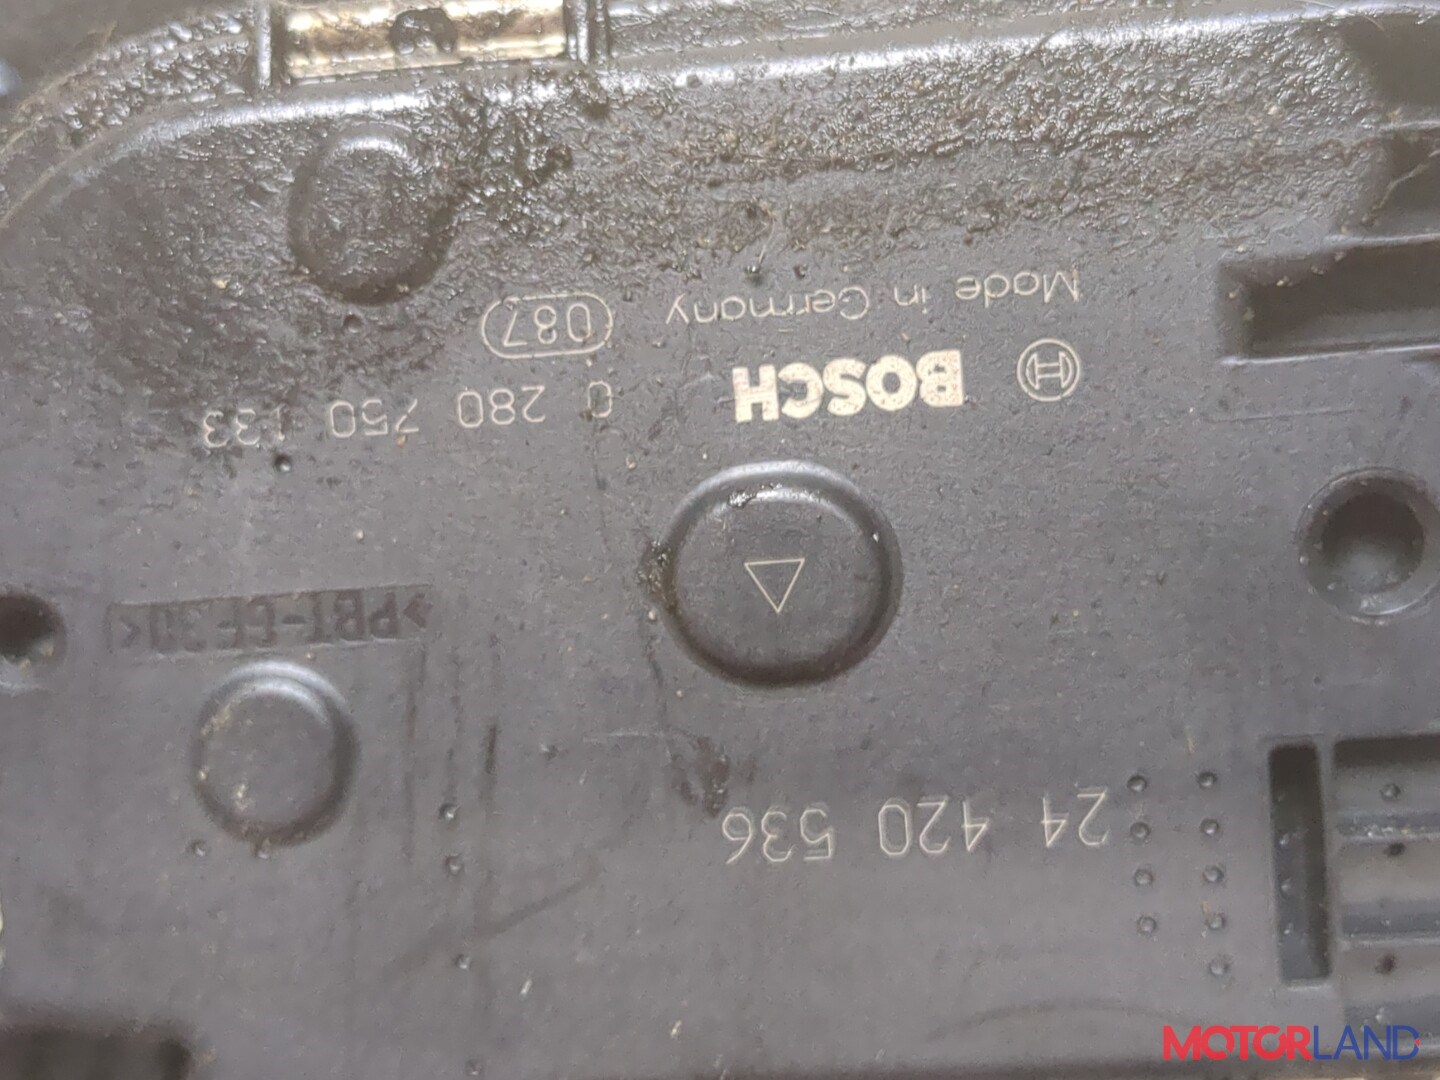 BOSCH
Made in Germany
0 280 750 133
087
24 420 536
>PBT-GF30<
MOTORLAND